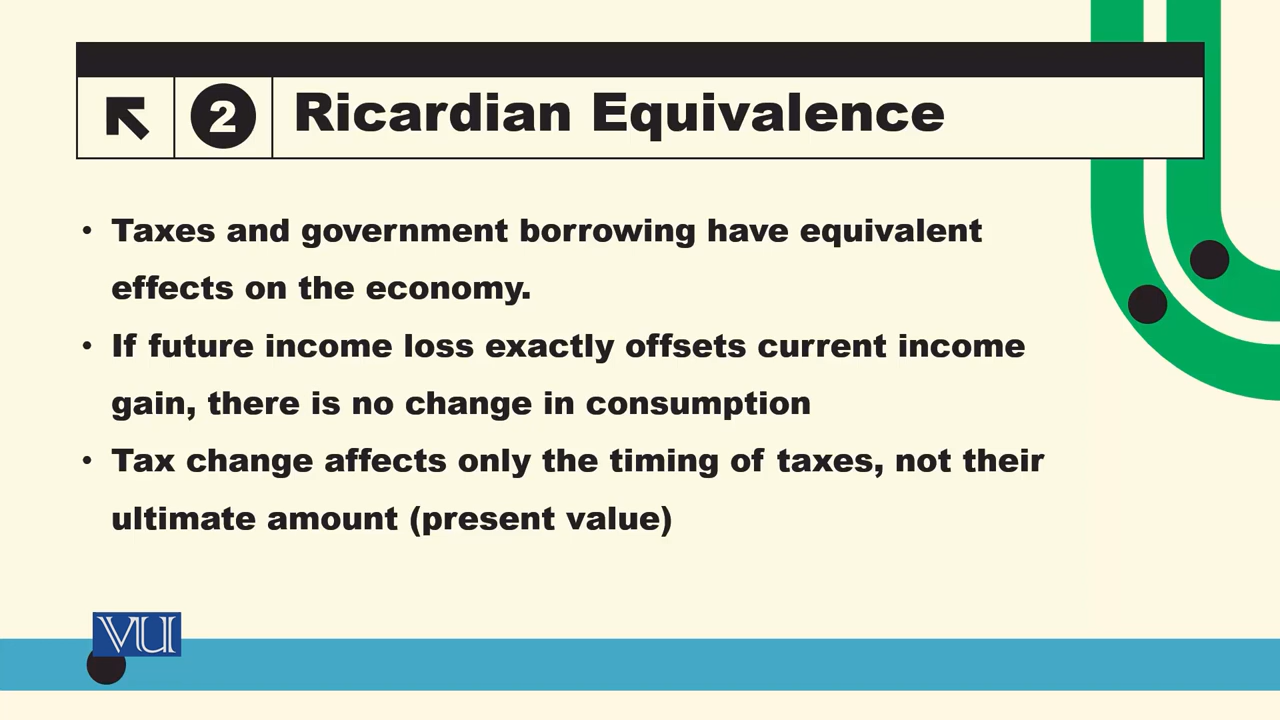 2 Ricardian Equivalence
• Taxes and government borrowing have equivalent
effects on the economy.
• If future income loss exactly offsets current income
gain, there is no change in consumption
• Tax change affects only the timing of taxes, not their
ultimate amount (present value)
VU